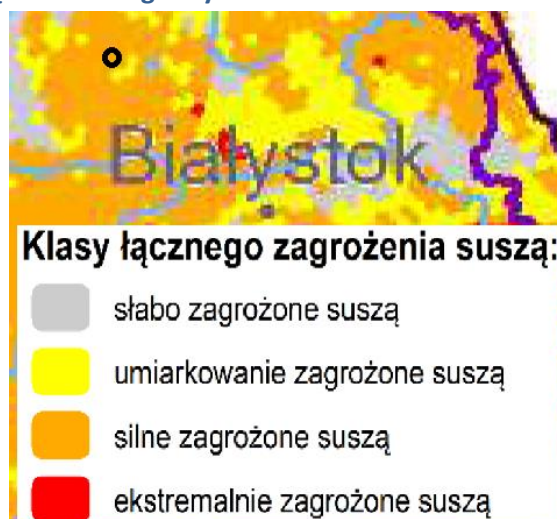 Białystok
Klasy łącznego zagrożenia suszą:
słabo zagrożone suszą
umiarkowanie zagrożone suszą
silne zagrożone suszą
ekstremalnie zagrożone suszą